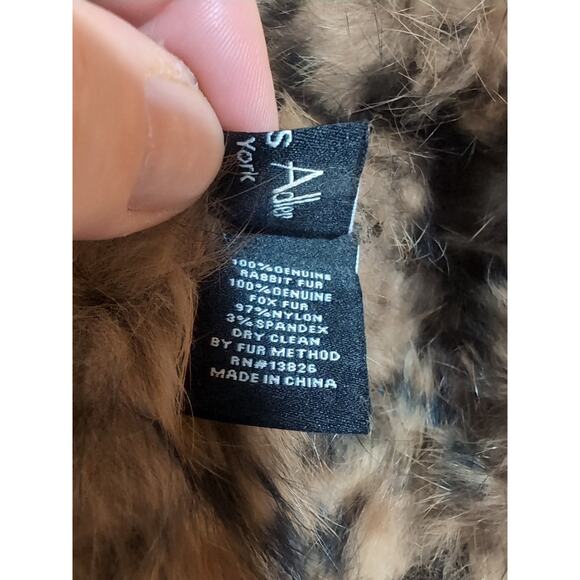 S Adler
York
100% GENUINE
RABBIT FUR
100% GENUINE
FOX FUR
97% NYLON
3% SPANDEX
DRY CLEAN
BY FUR METHOD
RN#13826
MADE IN CHINA